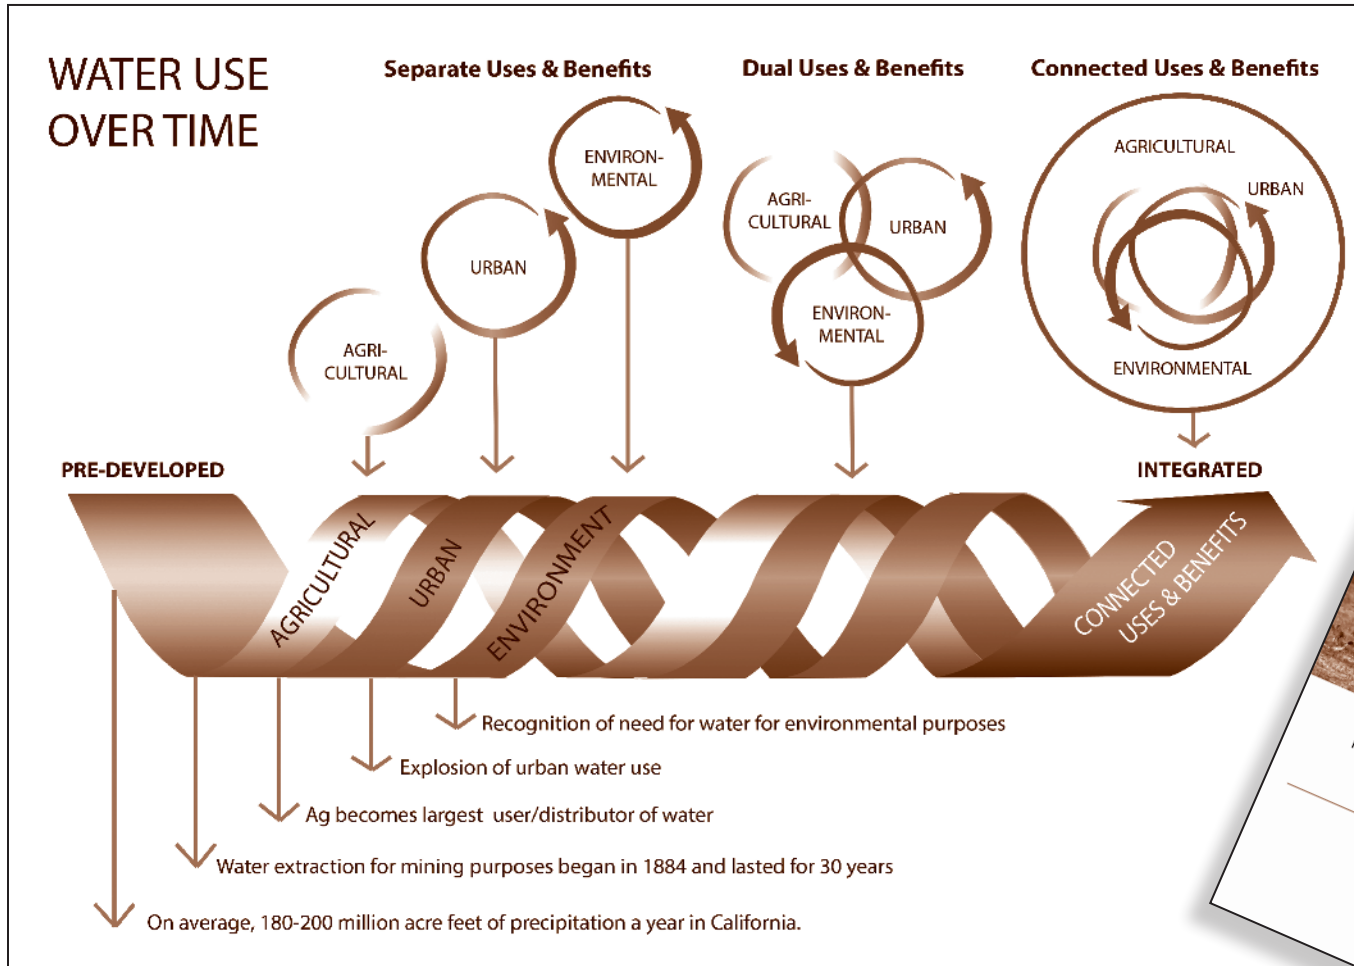 WATER USE
OVER TIME
Separate Uses & Benefits
Dual Uses & Benefits
Connected Uses & Benefits
AGRI-
CULTURAL
URBAN
ENVIRON-
MENTAL
AGRI-
CULTURAL
URBAN
ENVIRON-
MENTAL
AGRICULTURAL
URBAN
ENVIRONMENTAL
PRE-DEVELOPED
INTEGRATED
AGRICULTURAL
URBAN
ENVIRONMENT
CONNECTED
USES & BENEFITS
Recognition of need for water for environmental purposes
Explosion of urban water use
Ag becomes largest user/distributor of water
Water extraction for mining purposes began in 1884 and lasted for 30 years
On average, 180-200 million acre feet of precipitation a year in California.